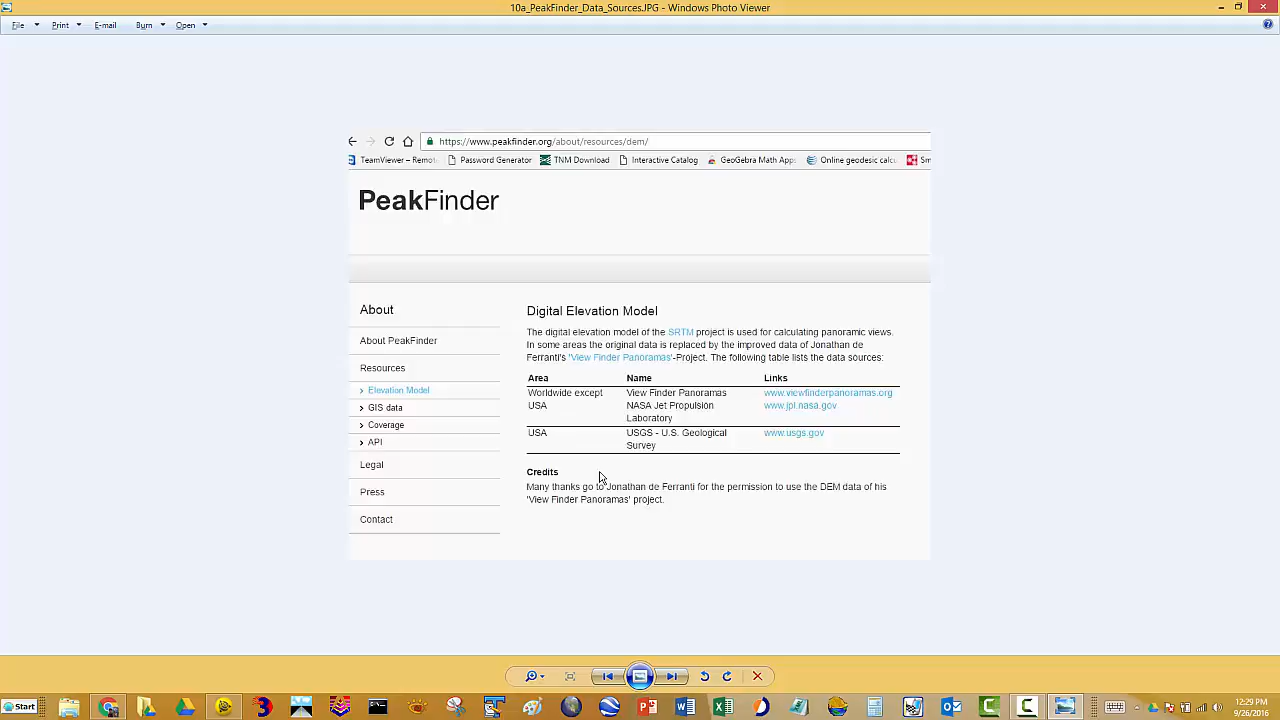 10a_PeakFinder_Data_Sources.JPG - Windows Photo Viewer
File Print E-mail Burn Open
https://www.peakfinder.org/about/resources/dem/
TeamViewer – Remot Password Generator TNM Download Interactive Catalog GeoGebra Math Apps Online geodesic calcu Sm
PeakFinder
About
About PeakFinder
Resources
Elevation Model
GIS data
Coverage
API
Legal
Press
Contact
Digital Elevation Model
The digital elevation model of the SRTM project is used for calculating panoramic views.
In some areas the original data is replaced by the improved data of Jonathan de
Ferranti's 'View Finder Panoramas'-Project. The following table lists the data sources:
Area Name Links
Worldwide except View Finder Panoramas www.viewfinderpanoramas.org
USA NASA Jet Propulsion www.jpl.nasa.gov
Laboratory
USA USGS - U.S. Geological www.usgs.gov
Survey
Credits
Many thanks go to Jonathan de Ferranti for the permission to use the DEM data of his
'View Finder Panoramas' project.
Start
12:29 PM
9/26/2016